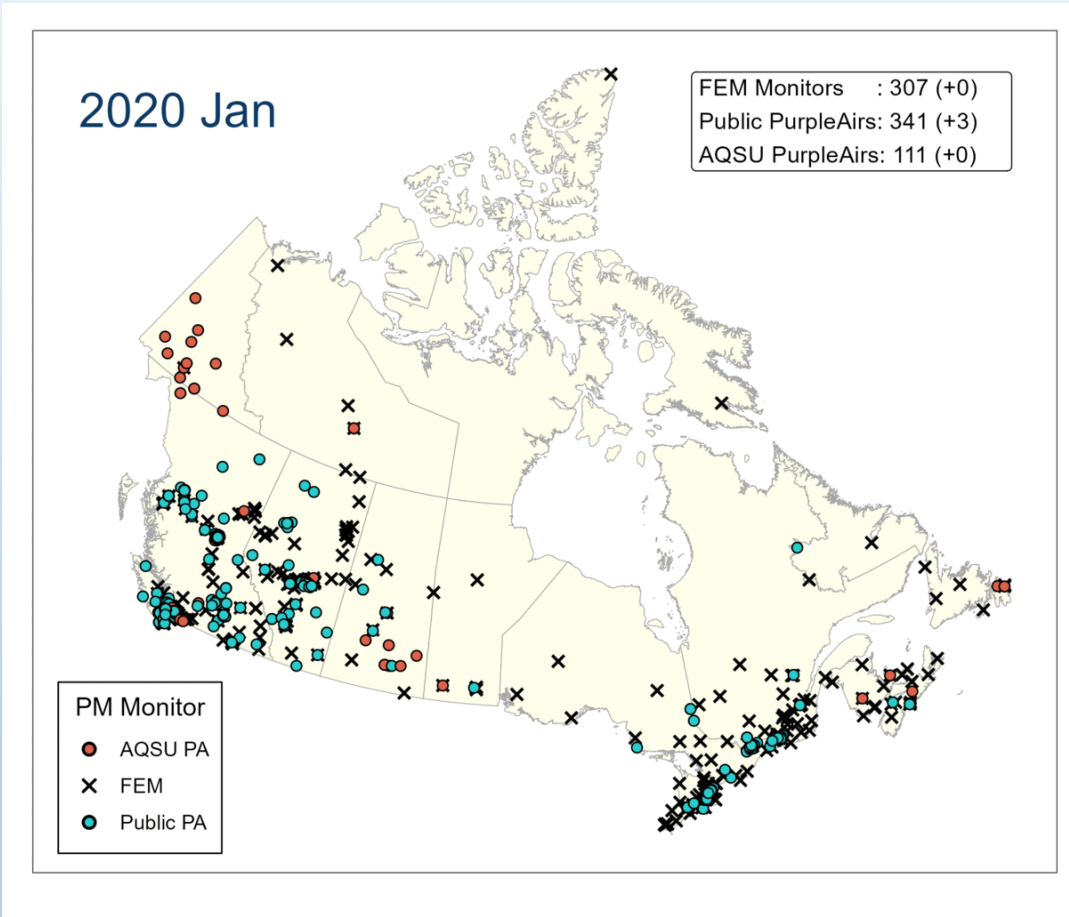 2020 Jan
FEM Monitors : 307 (+0)
Public PurpleAirs: 341 (+3)
AQSU PurpleAirs: 111 (+0)
PM Monitor
AQSU PA
FEM
Public PA